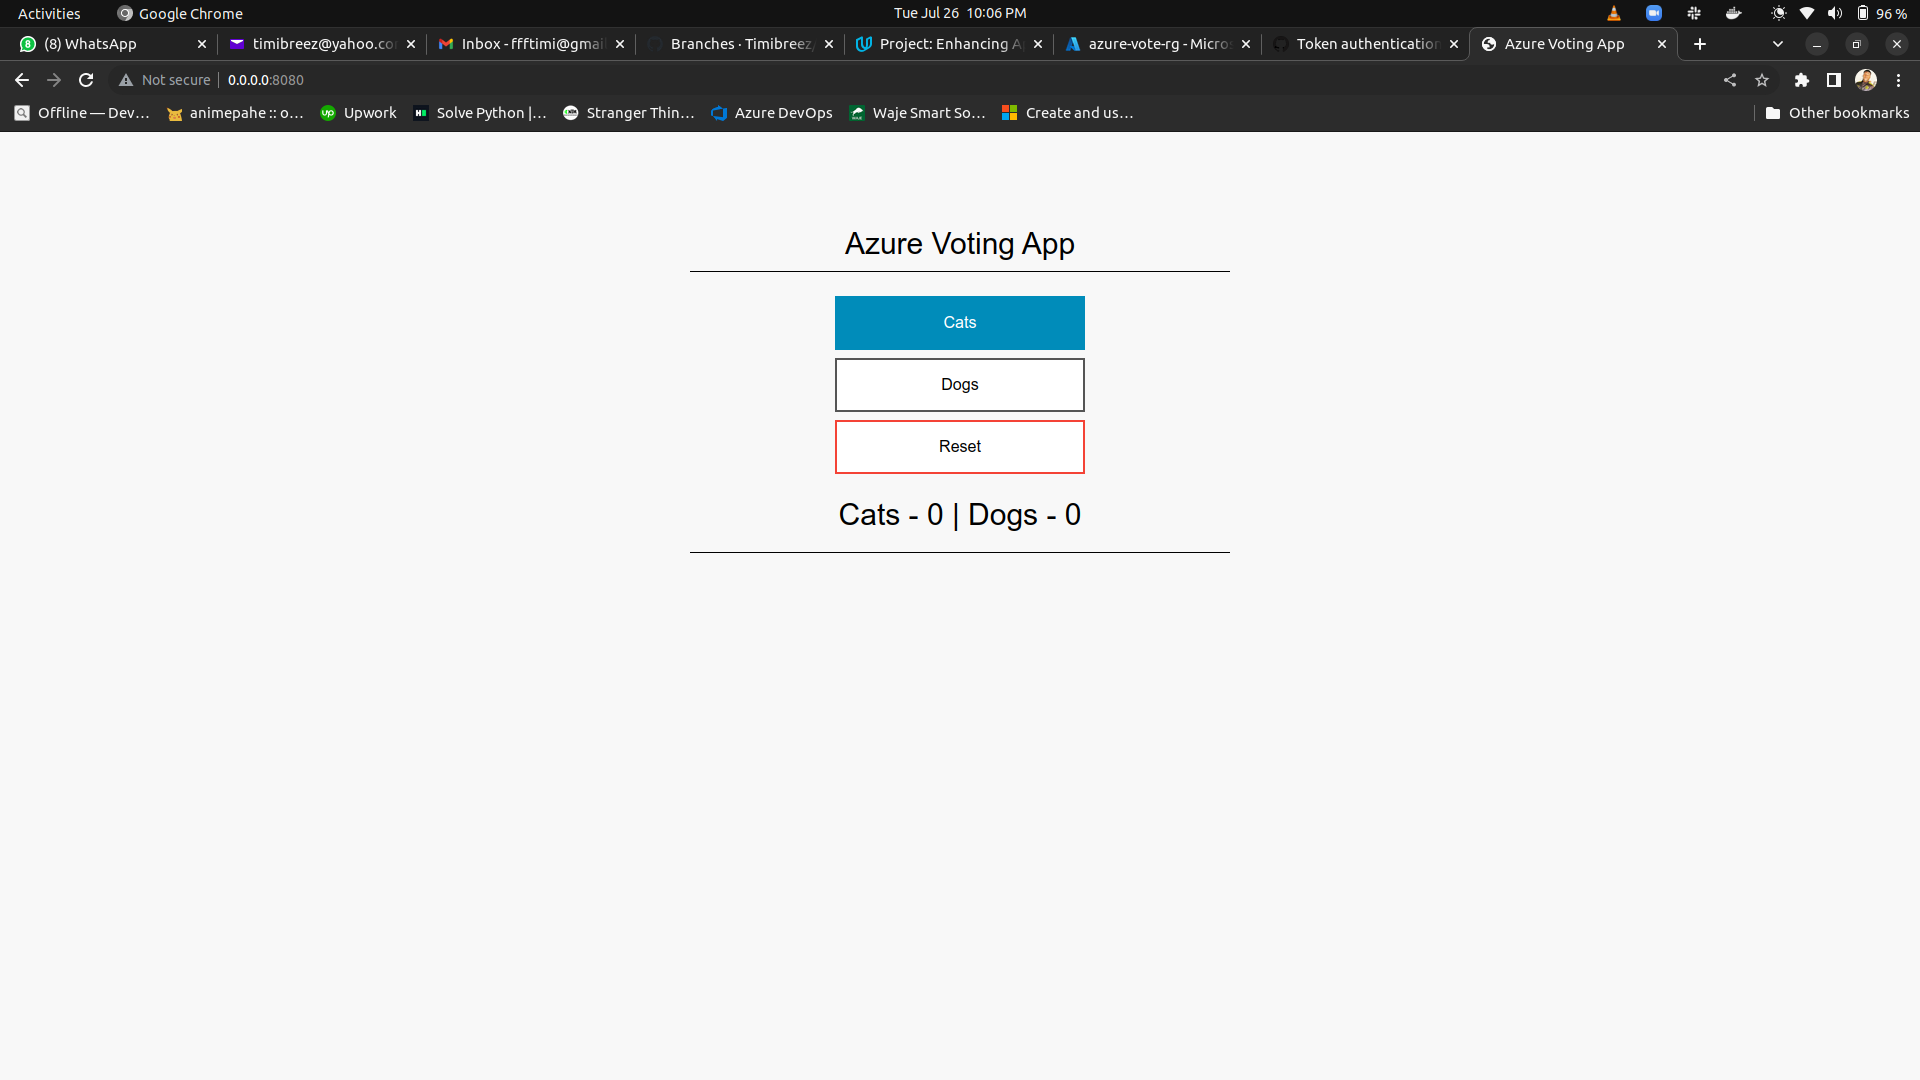 Activities Google Chrome Tue Jul 26 10:06 PM 96 %
(8) WhatsApp timibreez@yahoo.co Inbox - ffftimi@gmai Branches · Timibreez Project: Enhancing A azure-vote-rg - Micro Token authentication Azure Voting App
Not secure 0.0.0.0:8080
Offline — Dev... animepahe :: o... Upwork Solve Python |... Stranger Thin... Azure DevOps Waje Smart So... Create and us... Other bookmarks
Azure Voting App
Cats
Dogs
Reset
Cats - 0 | Dogs - 0